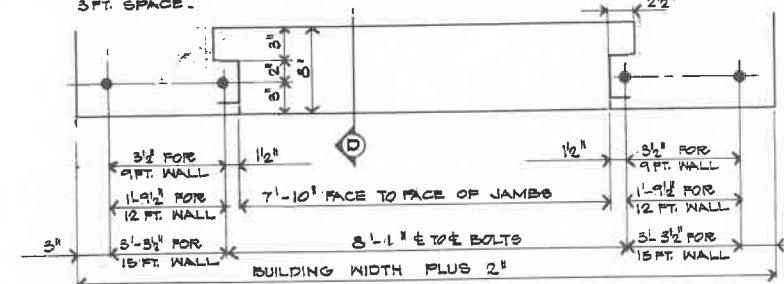 3 FT. SPACE.
2½"
3"
2"
3"
8"
D
3½" FOR
9 FT. WALL
1½"
1½"
3½" FOR
9 FT. WALL
1'-9½" FOR
12 FT. WALL
7'-10" FACE TO FACE OF JAMBS
1'-9½" FOR
12 FT. WALL
3"
3'-3½" FOR
15 FT. WALL
8'-1" ℄ TO ℄ BOLTS
3'-3½" FOR
15 FT. WALL
BUILDING WIDTH PLUS 2"